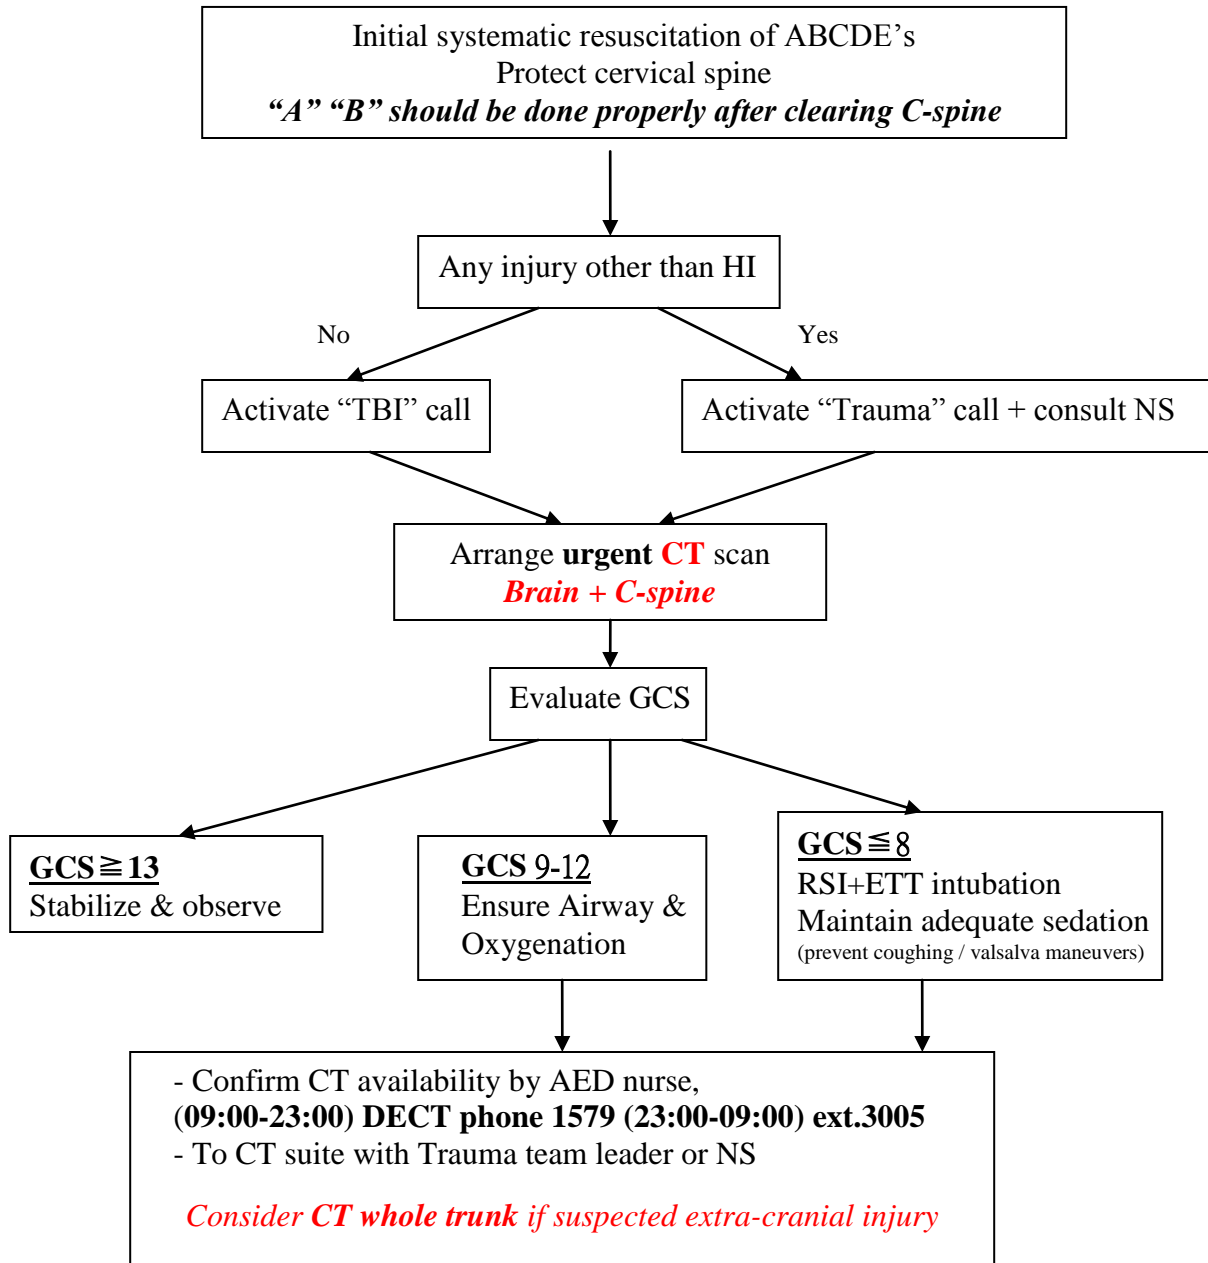 Initial systematic resuscitation of ABCDE’s
Protect cervical spine
“A” “B” should be done properly after clearing C-spine
Any injury other than HI
No
Yes
Activate “TBI” call
Activate “Trauma” call + consult NS
Arrange urgent CT scan
Brain + C-spine
Evaluate GCS
GCS≧13
Stabilize & observe
GCS 9-12
Ensure Airway &
Oxygenation
GCS≦8
RSI+ETT intubation
Maintain adequate sedation
(prevent coughing / valsalva maneuvers)
- Confirm CT availability by AED nurse,
(09:00-23:00) DECT phone 1579 (23:00-09:00) ext.3005
- To CT suite with Trauma team leader or NS
Consider CT whole trunk if suspected extra-cranial injury